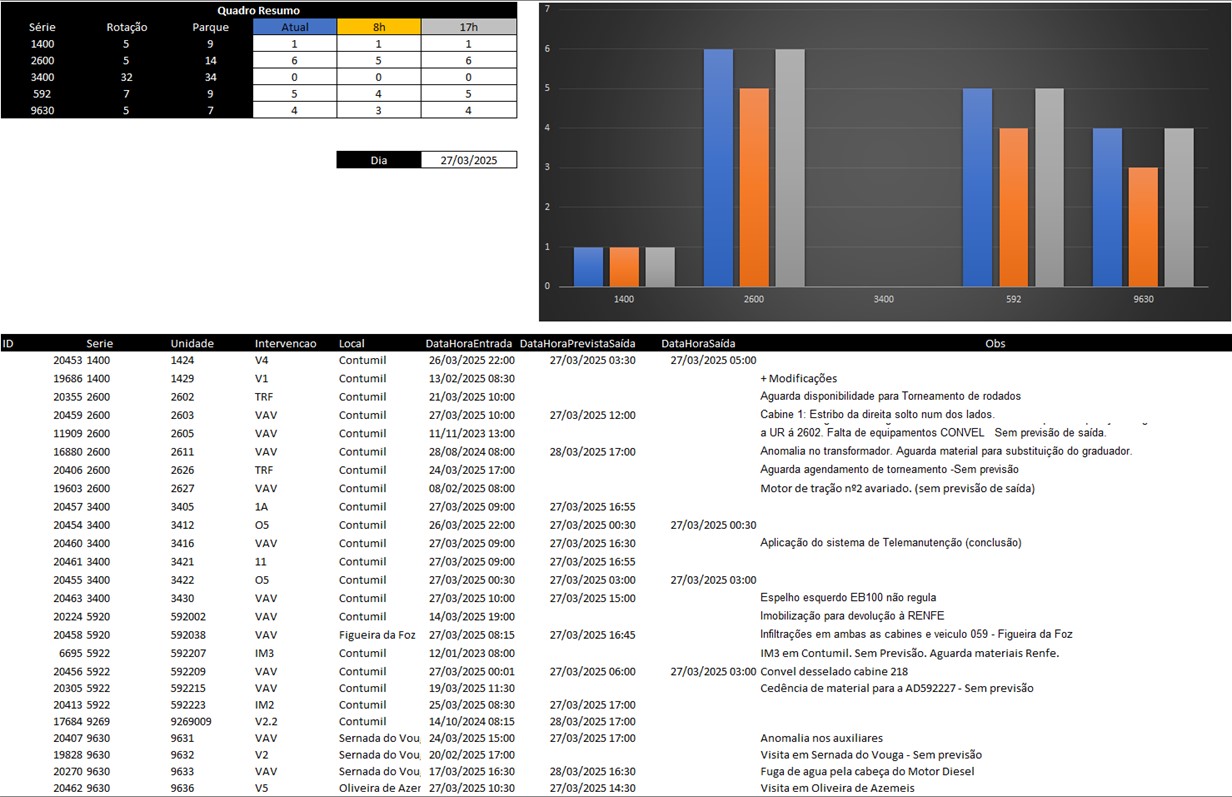 Quadro Resumo
Série Rotação Parque Atual 8h 17h
1400 5 9 1 1 1
2600 5 14 6 5 6
3400 32 34 0 0 0
592 7 9 5 4 5
9630 5 7 4 3 4
Dia 27/03/2025
7
6
5
4
3
2
1
0
1400 2600 3400 592 9630
ID Serie Unidade Intervencao Local DataHoraEntrada DataHoraPrevistaSaída DataHoraSaída Obs
20453 1400 1424 V4 Contumil 26/03/2025 22:00 27/03/2025 03:30 27/03/2025 05:00
19686 1400 1429 V1 Contumil 13/02/2025 08:30 + Modificações
20355 2600 2602 TRF Contumil 21/03/2025 10:00 Aguarda disponibilidade para Torneamento de rodados
20459 2600 2603 VAV Contumil 27/03/2025 10:00 27/03/2025 12:00 Cabine 1: Estribo da direita solto num dos lados.
11909 2600 2605 VAV Contumil 11/11/2023 13:00 a UR á 2602. Falta de equipamentos CONVEL Sem previsão de saída.
16880 2600 2611 VAV Contumil 28/08/2024 08:00 28/03/2025 17:00 Anomalia no transformador. Aguarda material para substituição do graduador.
20406 2600 2626 TRF Contumil 24/03/2025 17:00 Aguarda agendamento de torneamento -Sem previsão
19603 2600 2627 VAV Contumil 08/02/2025 08:00 Motor de tração nº2 avariado. (sem previsão de saída)
20457 3400 3405 1A Contumil 27/03/2025 09:00 27/03/2025 16:55
20454 3400 3412 O5 Contumil 26/03/2025 22:00 27/03/2025 00:30 27/03/2025 00:30
20460 3400 3416 VAV Contumil 27/03/2025 09:00 27/03/2025 16:30 Aplicação do sistema de Telemanutenção (conclusão)
20461 3400 3421 11 Contumil 27/03/2025 09:00 27/03/2025 16:55
20455 3400 3422 O5 Contumil 27/03/2025 00:30 27/03/2025 03:00 27/03/2025 03:00
20463 3400 3430 VAV Contumil 27/03/2025 10:00 27/03/2025 15:00 Espelho esquerdo EB100 não regula
20224 5920 592002 VAV Contumil 14/03/2025 19:00 Imobilização para devolução à RENFE
20458 5920 592038 VAV Figueira da Foz 27/03/2025 08:15 27/03/2025 16:45 Infiltrações em ambas as cabines e veiculo 059 - Figueira da Foz
6695 5922 592207 IM3 Contumil 12/01/2023 08:00 IM3 em Contumil. Sem Previsão. Aguarda materiais Renfe.
20456 5922 592209 VAV Contumil 27/03/2025 00:01 27/03/2025 06:00 27/03/2025 03:00 Convel desselado cabine 218
20305 5922 592215 VAV Contumil 19/03/2025 11:30 Cedência de material para a AD592227 - Sem previsão
20413 5922 592223 IM2 Contumil 25/03/2025 08:30 27/03/2025 17:00
17684 9269 9269009 V2.2 Contumil 14/10/2024 08:15 28/03/2025 17:00
20407 9630 9631 VAV Sernada do Vou 24/03/2025 15:00 27/03/2025 17:00 Anomalia nos auxiliares
19828 9630 9632 V2 Sernada do Vou 20/02/2025 17:00 Visita em Sernada do Vouga - Sem previsão
20270 9630 9633 VAV Sernada do Vou 17/03/2025 16:30 28/03/2025 16:30 Fuga de agua pela cabeça do Motor Diesel
20462 9630 9636 V5 Oliveira de Azer 27/03/2025 10:30 27/03/2025 14:30 Visita em Oliveira de Azemeis